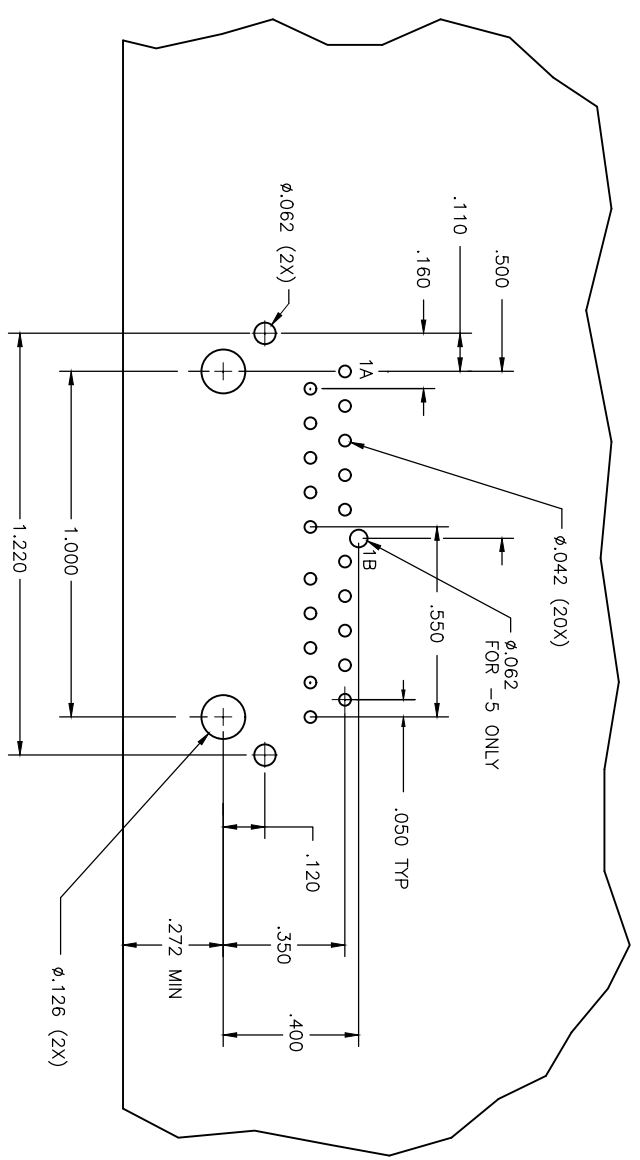 ø.062 (2X)
.160
.110
.500
1A
1B
ø.042 (20X)
ø.062
FOR -5 ONLY
.550
1.000
1.220
.050 TYP
.120
.350
.272 MIN
.400
ø.126 (2X)